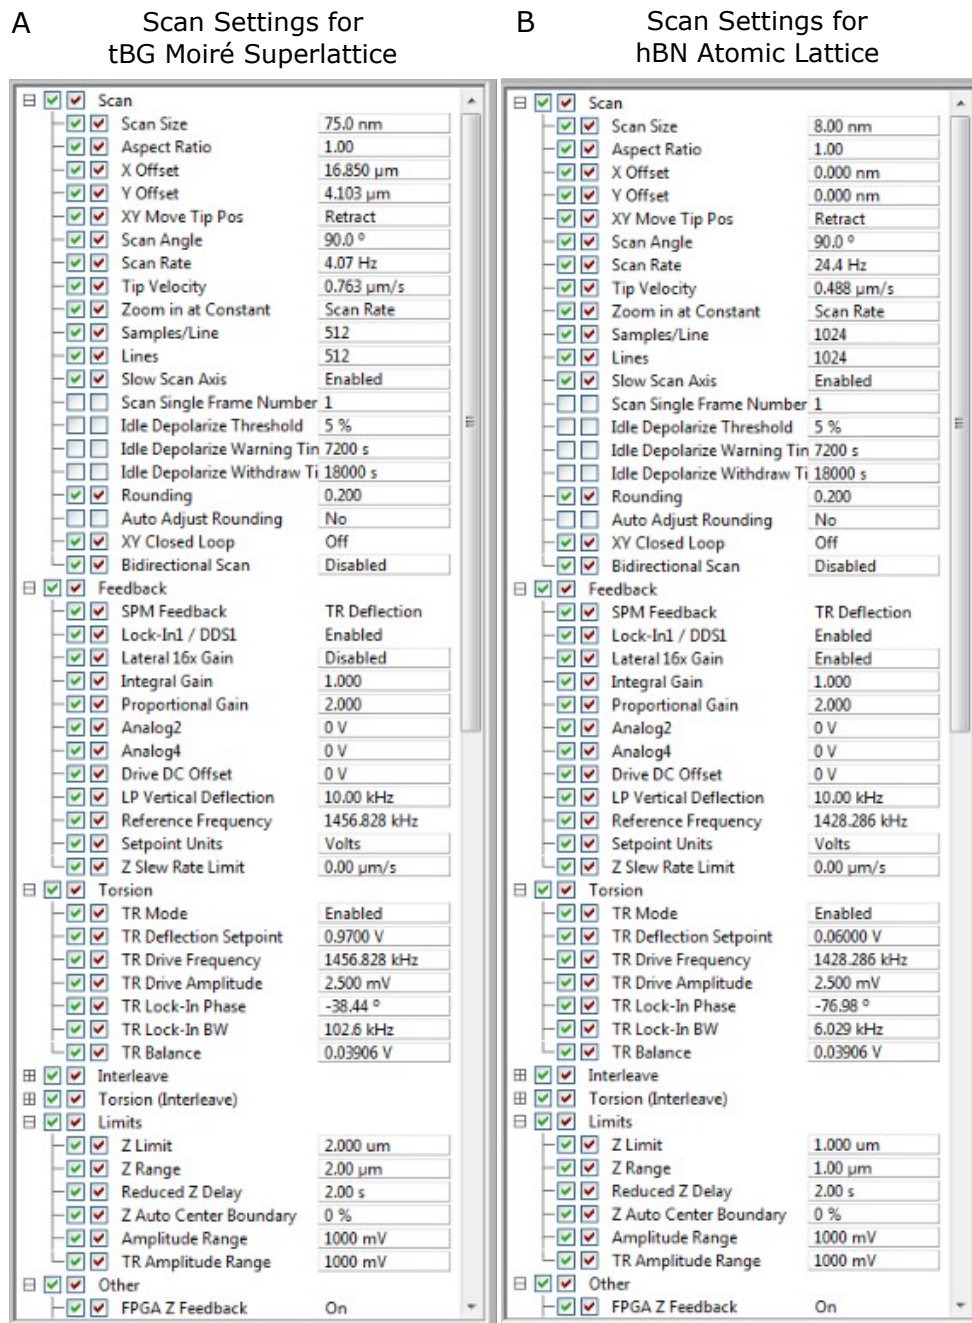 A
Scan Settings for
tBG Moiré Superlattice
Scan
Scan Size 75.0 nm
Aspect Ratio 1.00
X Offset 16.850 µm
Y Offset 4.103 µm
XY Move Tip Pos Retract
Scan Angle 90.0 º
Scan Rate 4.07 Hz
Tip Velocity 0.763 µm/s
Zoom in at Constant Scan Rate
Samples/Line 512
Lines 512
Slow Scan Axis Enabled
Scan Single Frame Number 1
Idle Depolarize Threshold 5 %
Idle Depolarize Warning Tin 7200 s
Idle Depolarize Withdraw Ti 18000 s
Rounding 0.200
Auto Adjust Rounding No
XY Closed Loop Off
Bidirectional Scan Disabled
Feedback
SPM Feedback TR Deflection
Lock-In1 / DDS1 Enabled
Lateral 16x Gain Disabled
Integral Gain 1.000
Proportional Gain 2.000
Analog2 0 V
Analog4 0 V
Drive DC Offset 0 V
LP Vertical Deflection 10.00 kHz
Reference Frequency 1456.828 kHz
Setpoint Units Volts
Z Slew Rate Limit 0.00 µm/s
Torsion
TR Mode Enabled
TR Deflection Setpoint 0.9700 V
TR Drive Frequency 1456.828 kHz
TR Drive Amplitude 2.500 mV
TR Lock-In Phase -38.44 º
TR Lock-In BW 102.6 kHz
TR Balance 0.03906 V
Interleave
Torsion (Interleave)
Limits
Z Limit 2.000 um
Z Range 2.00 µm
Reduced Z Delay 2.00 s
Z Auto Center Boundary 0 %
Amplitude Range 1000 mV
TR Amplitude Range 1000 mV
Other
FPGA Z Feedback On
B
Scan Settings for
hBN Atomic Lattice
Scan
Scan Size 8.00 nm
Aspect Ratio 1.00
X Offset 0.000 nm
Y Offset 0.000 nm
XY Move Tip Pos Retract
Scan Angle 90.0 º
Scan Rate 24.4 Hz
Tip Velocity 0.488 µm/s
Zoom in at Constant Scan Rate
Samples/Line 1024
Lines 1024
Slow Scan Axis Enabled
Scan Single Frame Number 1
Idle Depolarize Threshold 5 %
Idle Depolarize Warning Tin 7200 s
Idle Depolarize Withdraw Ti 18000 s
Rounding 0.200
Auto Adjust Rounding No
XY Closed Loop Off
Bidirectional Scan Disabled
Feedback
SPM Feedback TR Deflection
Lock-In1 / DDS1 Enabled
Lateral 16x Gain Enabled
Integral Gain 1.000
Proportional Gain 2.000
Analog2 0 V
Analog4 0 V
Drive DC Offset 0 V
LP Vertical Deflection 10.00 kHz
Reference Frequency 1428.286 kHz
Setpoint Units Volts
Z Slew Rate Limit 0.00 µm/s
Torsion
TR Mode Enabled
TR Deflection Setpoint 0.06000 V
TR Drive Frequency 1428.286 kHz
TR Drive Amplitude 2.500 mV
TR Lock-In Phase -76.98 º
TR Lock-In BW 6.029 kHz
TR Balance 0.03906 V
Interleave
Torsion (Interleave)
Limits
Z Limit 1.000 um
Z Range 1.00 µm
Reduced Z Delay 2.00 s
Z Auto Center Boundary 0 %
Amplitude Range 1000 mV
TR Amplitude Range 1000 mV
Other
FPGA Z Feedback On